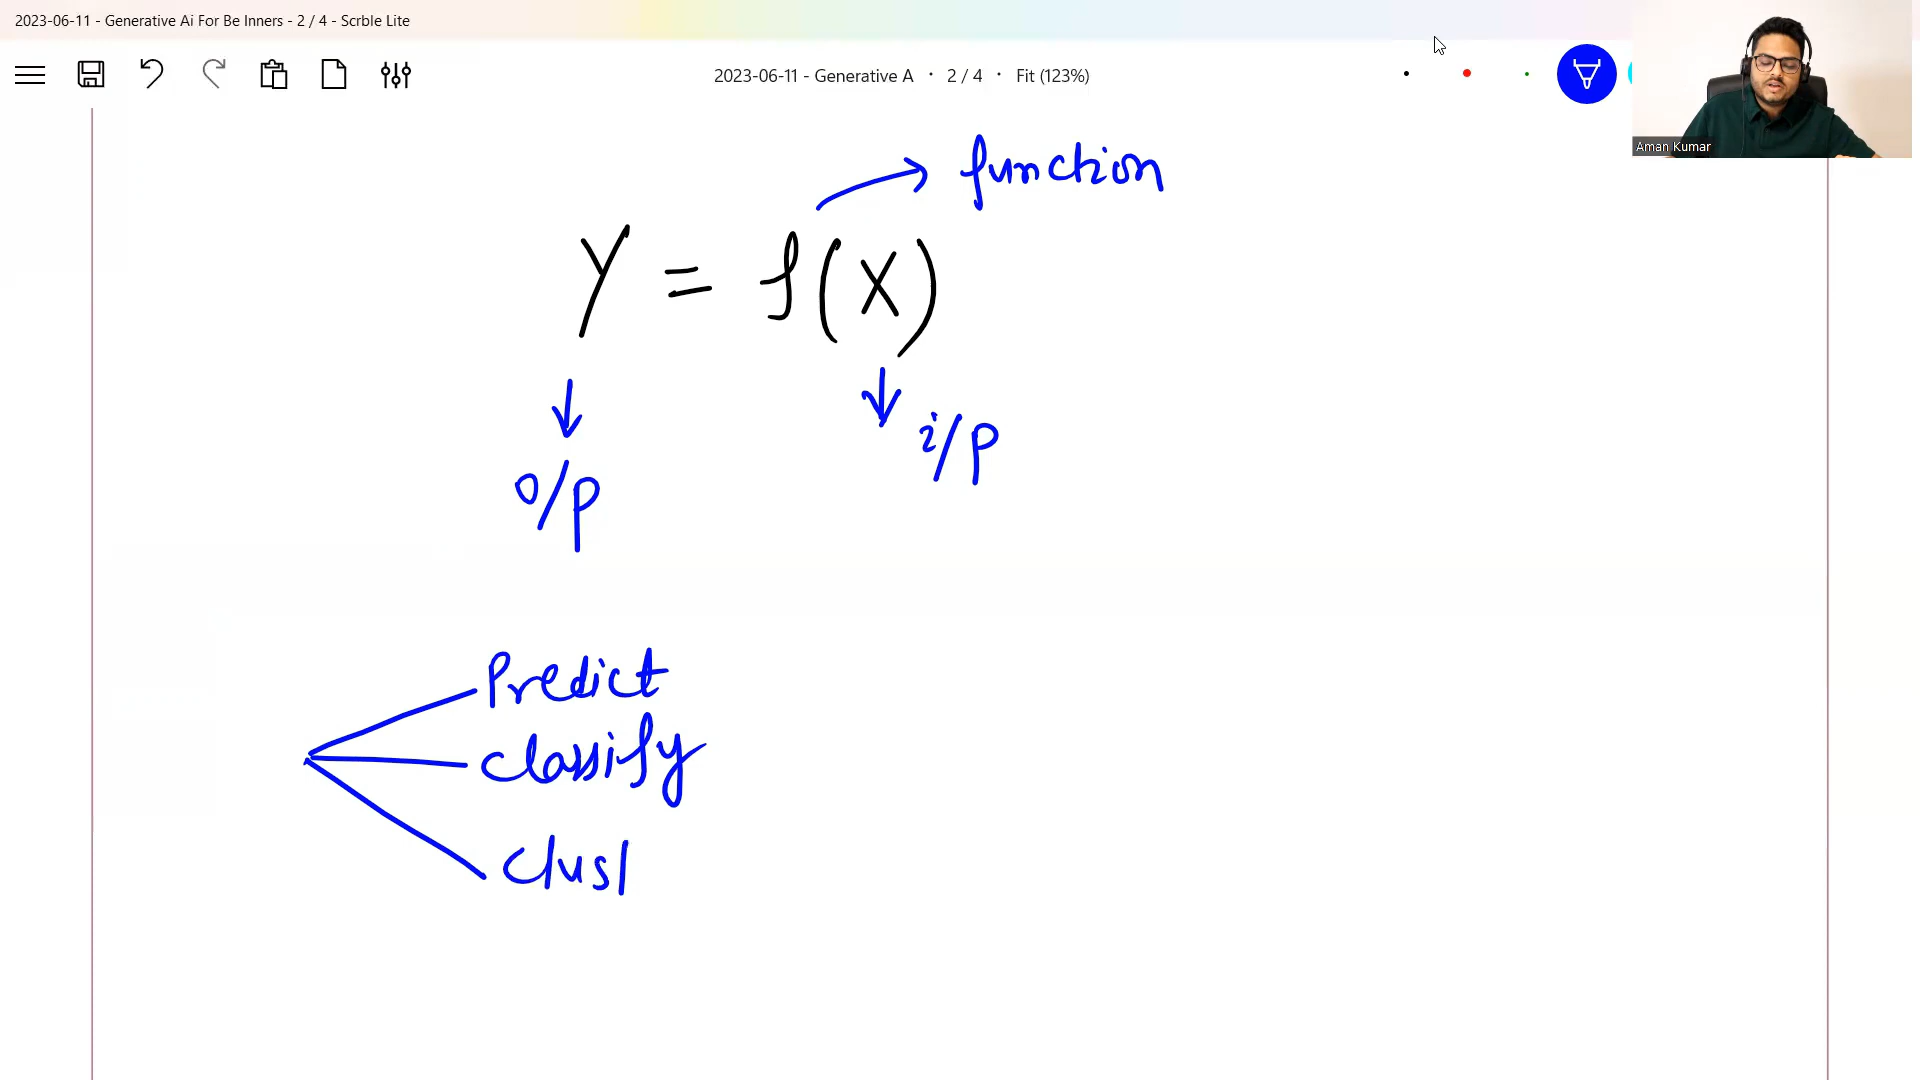 2023-06-11 - Generative Ai For Be Inners - 2 / 4 - Scrble Lite
2023-06-11 - Generative A • 2 / 4 • Fit (123%)
Aman Kumar
function
Y = f(X)
i/P
O/P
Predict
classify
Clusl